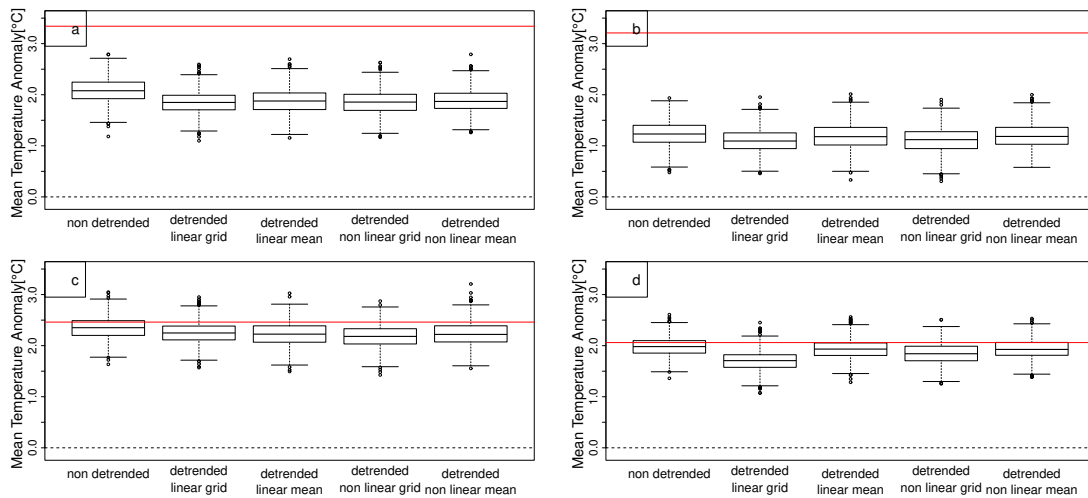 a
Mean Temperature Anomaly[°C]
3.0
2.0
1.0
0.0
non detrended
detrended
linear grid
detrended
linear mean
detrended
non linear grid
detrended
non linear mean
b
Mean Temperature Anomaly[°C]
3.0
2.0
1.0
0.0
non detrended
detrended
linear grid
detrended
linear mean
detrended
non linear grid
detrended
non linear mean
c
Mean Temperature Anomaly[°C]
3.0
2.0
1.0
0.0
non detrended
detrended
linear grid
detrended
linear mean
detrended
non linear grid
detrended
non linear mean
d
Mean Temperature Anomaly[°C]
3.0
2.0
1.0
0.0
non detrended
detrended
linear grid
detrended
linear mean
detrended
non linear grid
detrended
non linear mean